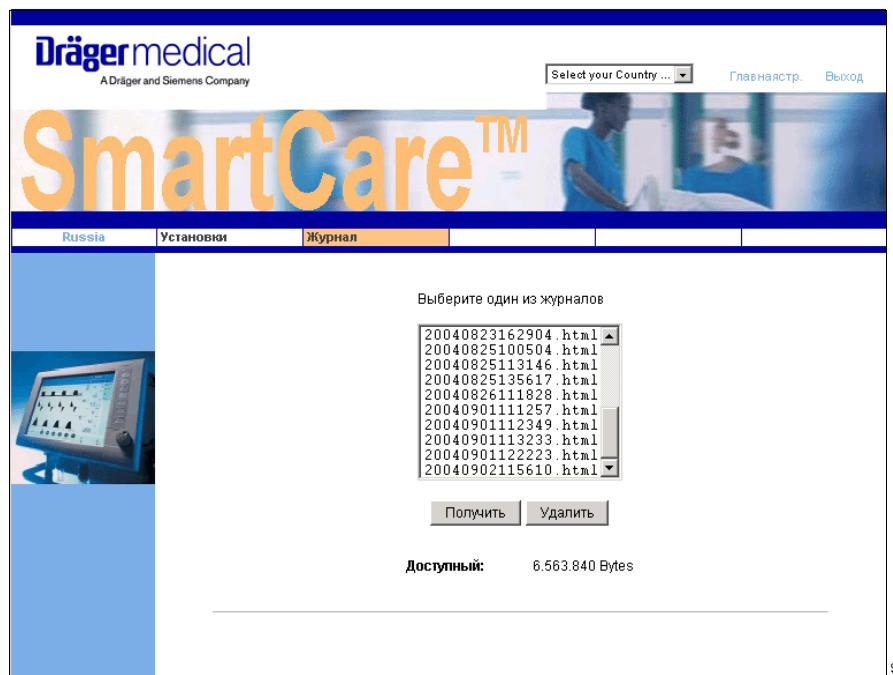 Dräger medical
A Dräger and Siemens Company
Select your Country ...
Главнаястр. Выход
SmartCare™
Russia Установки Журнал
Выберите один из журналов
20040823162904.html
20040825100504.html
20040825113146.html
20040825135617.html
20040826111828.html
20040901111257.html
20040901112349.html
20040901113233.html
20040901122223.html
20040902115610.html
Получить Удалить
Доступный: 6.563.840 Bytes